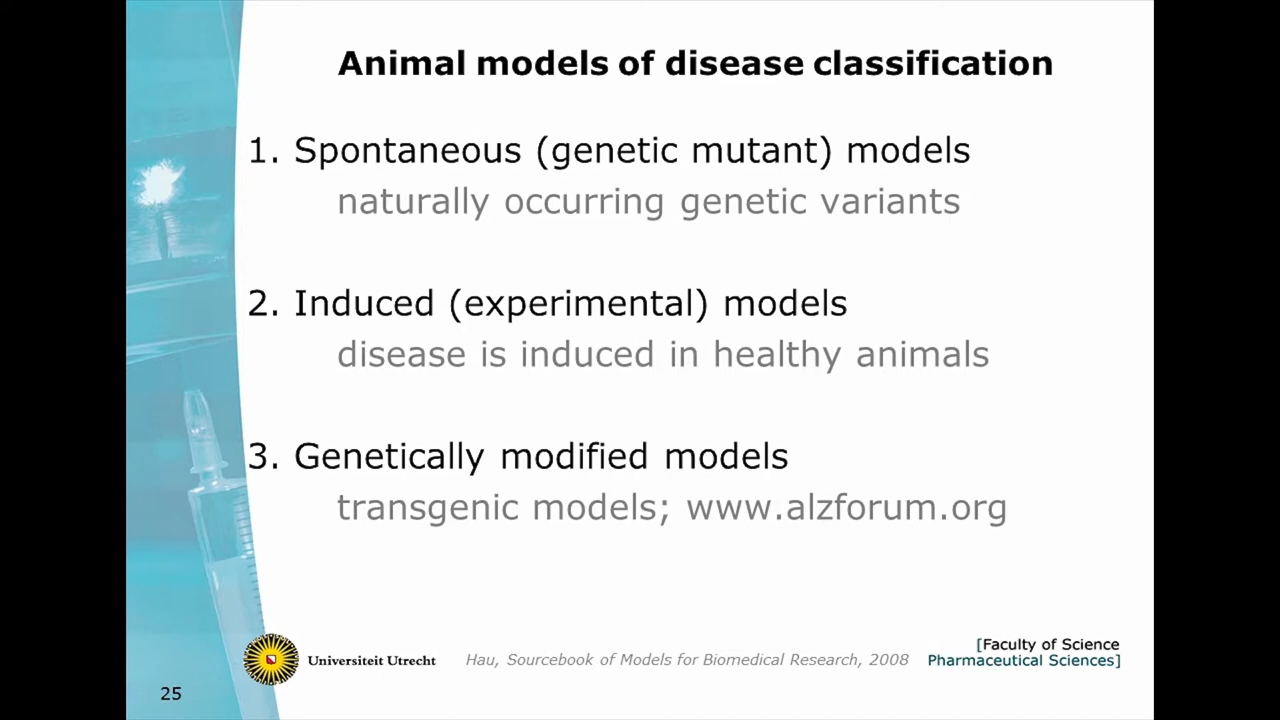 Animal models of disease classification
1. Spontaneous (genetic mutant) models
naturally occurring genetic variants
2. Induced (experimental) models
disease is induced in healthy animals
3. Genetically modified models
transgenic models; www.alzforum.org
Universiteit Utrecht
Hau, Sourcebook of Models for Biomedical Research, 2008
[Faculty of Science
Pharmaceutical Sciences]
25